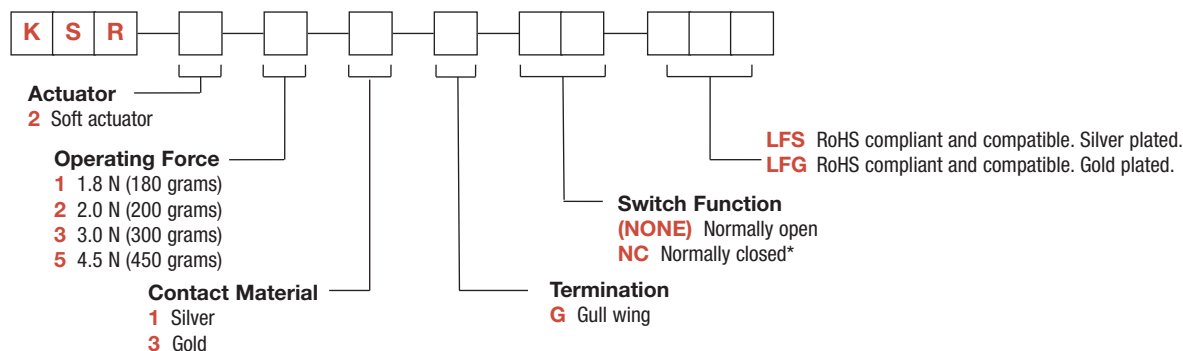 K S R
Actuator
2 Soft actuator
Operating Force
1 1.8 N (180 grams)
2 2.0 N (200 grams)
3 3.0 N (300 grams)
5 4.5 N (450 grams)
Contact Material
1 Silver
3 Gold
Termination
G Gull wing
Switch Function
(NONE) Normally open
NC Normally closed*
LFS RoHS compliant and compatible. Silver plated.
LFG RoHS compliant and compatible. Gold plated.